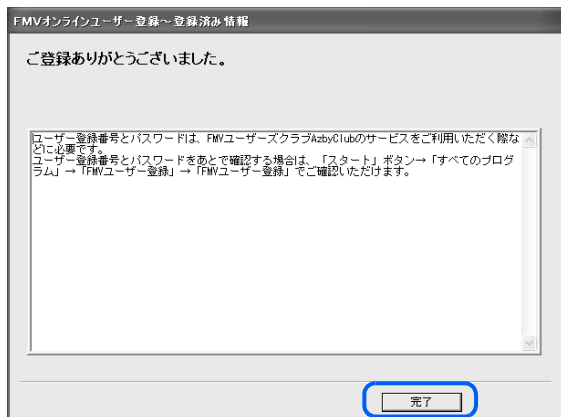 FMVオンラインユーザー登録~登録済み情報
ご登録ありがとうございました。
ユーザー登録番号とパスワードは、FMVユーザーズクラブAzbyClubのサービスをご利用いただく際な
どに必要です。
ユーザー登録番号とパスワードをあとで確認する場合は、「スタート」ボタン→「すべてのプログ
ラム」→「FMVユーザー登録」→「FMVユーザー登録」でご確認いただけます。
完了